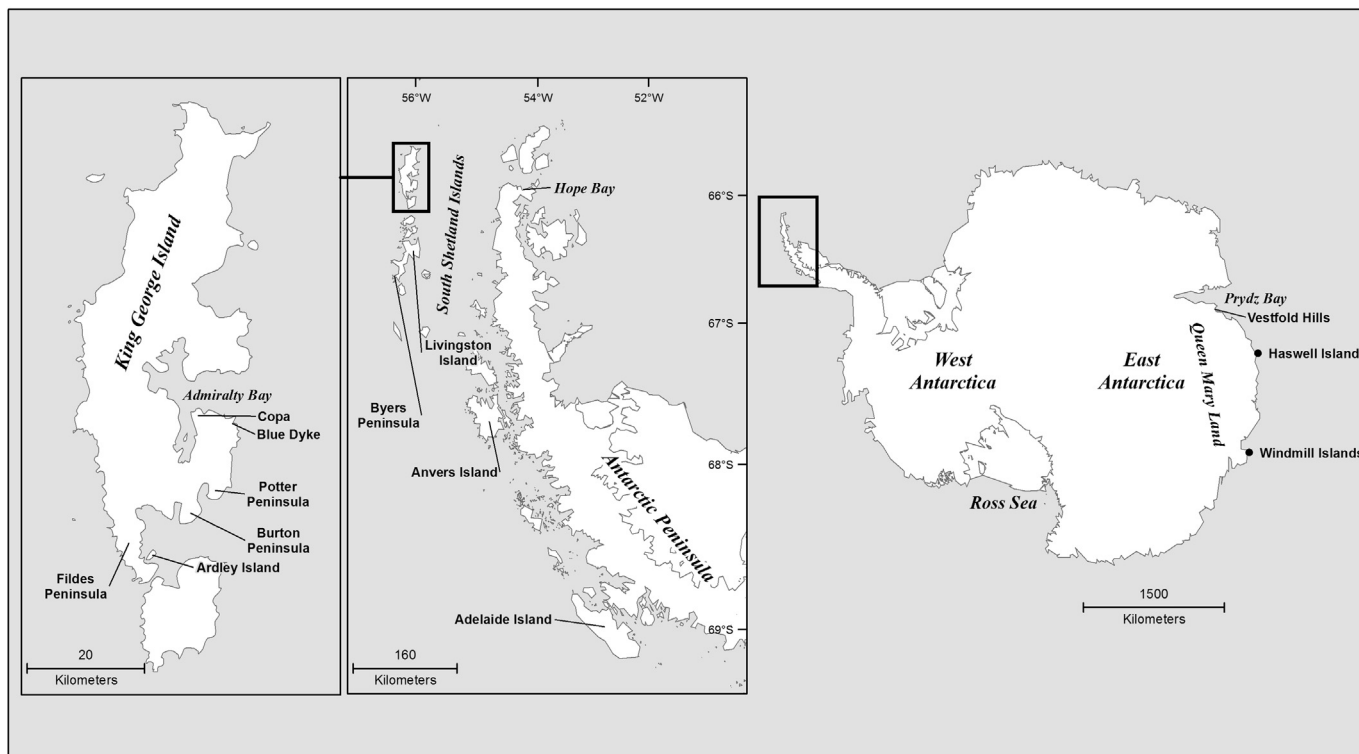 King George Island
Admiralty Bay
Copa
Blue Dyke
Potter
Peninsula
Burton
Peninsula
Ardley Island
Fildes
Peninsula
20
Kilometers
56°W
54°W
52°W
Hope Bay
South Shetland Islands
Livingston
Island
Byers
Peninsula
Anvers Island
Antarctic Peninsula
Adelaide Island
160
Kilometers
66°S
67°S
68°S
69°S
Prydz Bay
Vestfold Hills
Haswell Island
West
Antarctica
East
Antarctica
Queen Mary Land
Windmill Islands
Ross Sea
1500
Kilometers